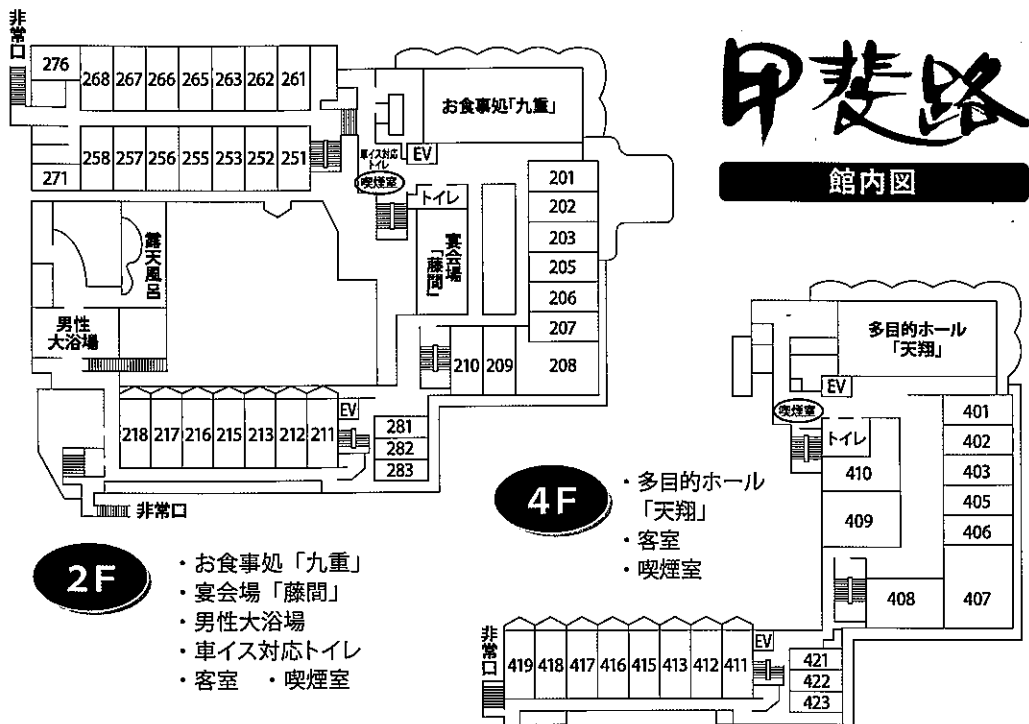 甲斐路
館内図
非常口
276
268 267 266 265 263 262 261
258 257 256 255 253 252 251
271
お食事処「九重」
EV
車イス対応
トイレ
喫煙室
トイレ
宴会場
「藤間」
201
202
203
205
206
207
208
209
210
露天風呂
男性
大浴場
218 217 216 215 213 212 211
EV
281
282
283
非常口
2F
・お食事処「九重」
・宴会場「藤間」
・男性大浴場
・車イス対応トイレ
・客室 ・喫煙室
4F
・多目的ホール
「天翔」
・客室
・喫煙室
多目的ホール
「天翔」
EV
喫煙室
トイレ
410
409
401
402
403
405
406
407
408
非常口
419 418 417 416 415 413 412 411
EV
421
422
423